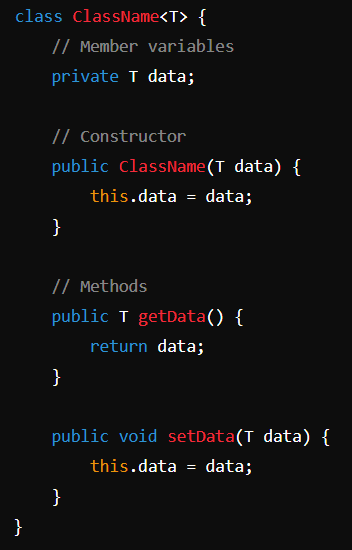 class ClassName<T> {
    // Member variables
    private T data;

    // Constructor
    public ClassName(T data) {
        this.data = data;
    }

    // Methods
    public T getData() {
        return data;
    }

    public void setData(T data) {
        this.data = data;
    }
}